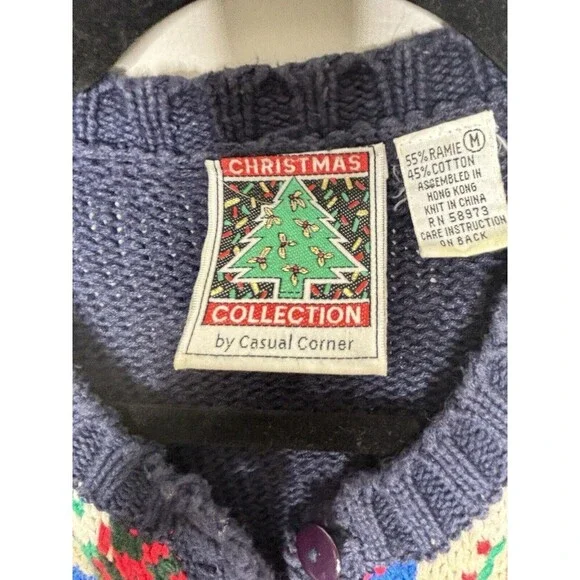 CHRISTMAS
COLLECTION
by Casual Corner
55% RAMIE M
45% COTTON
ASSEMBLED IN
HONG KONG
KNIT IN CHINA
RN 58973
CARE INSTRUCTION
ON BACK